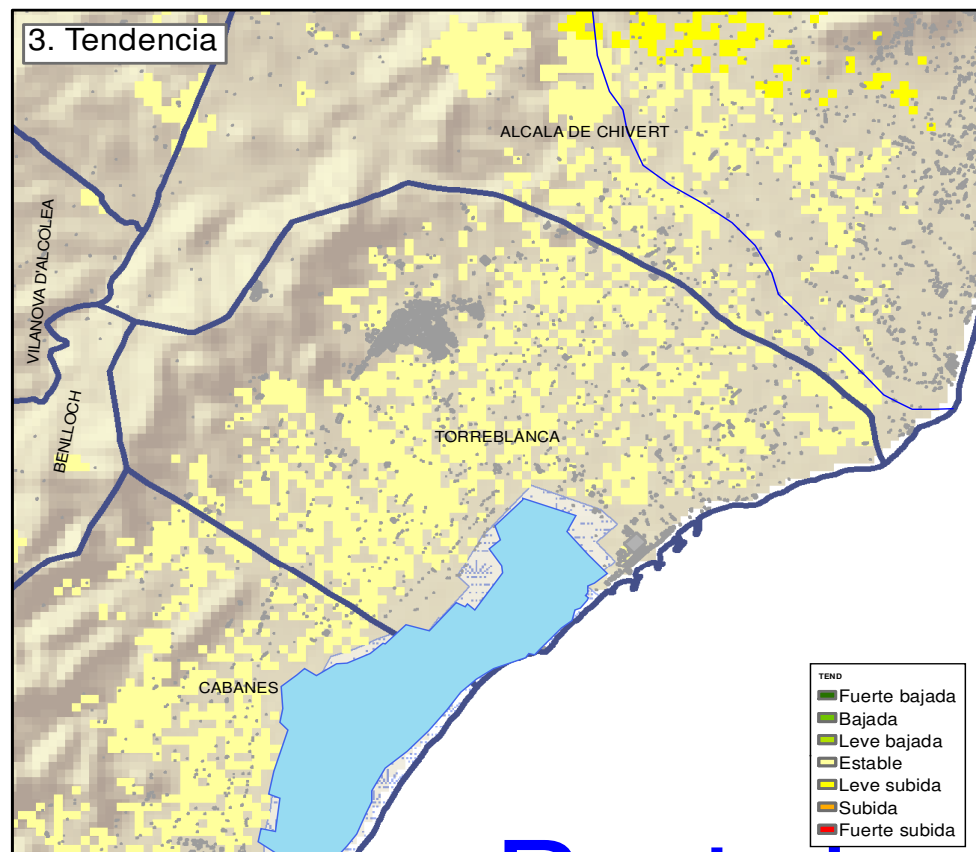 3. Tendencia
ALCALA DE CHIVERT
VILANOVA D'ALCOLEA
BENLLOCH
TORREBLANCA
CABANES
TEND
Fuerte bajada
Bajada
Leve bajada
Estable
Leve subida
Subida
Fuerte subida